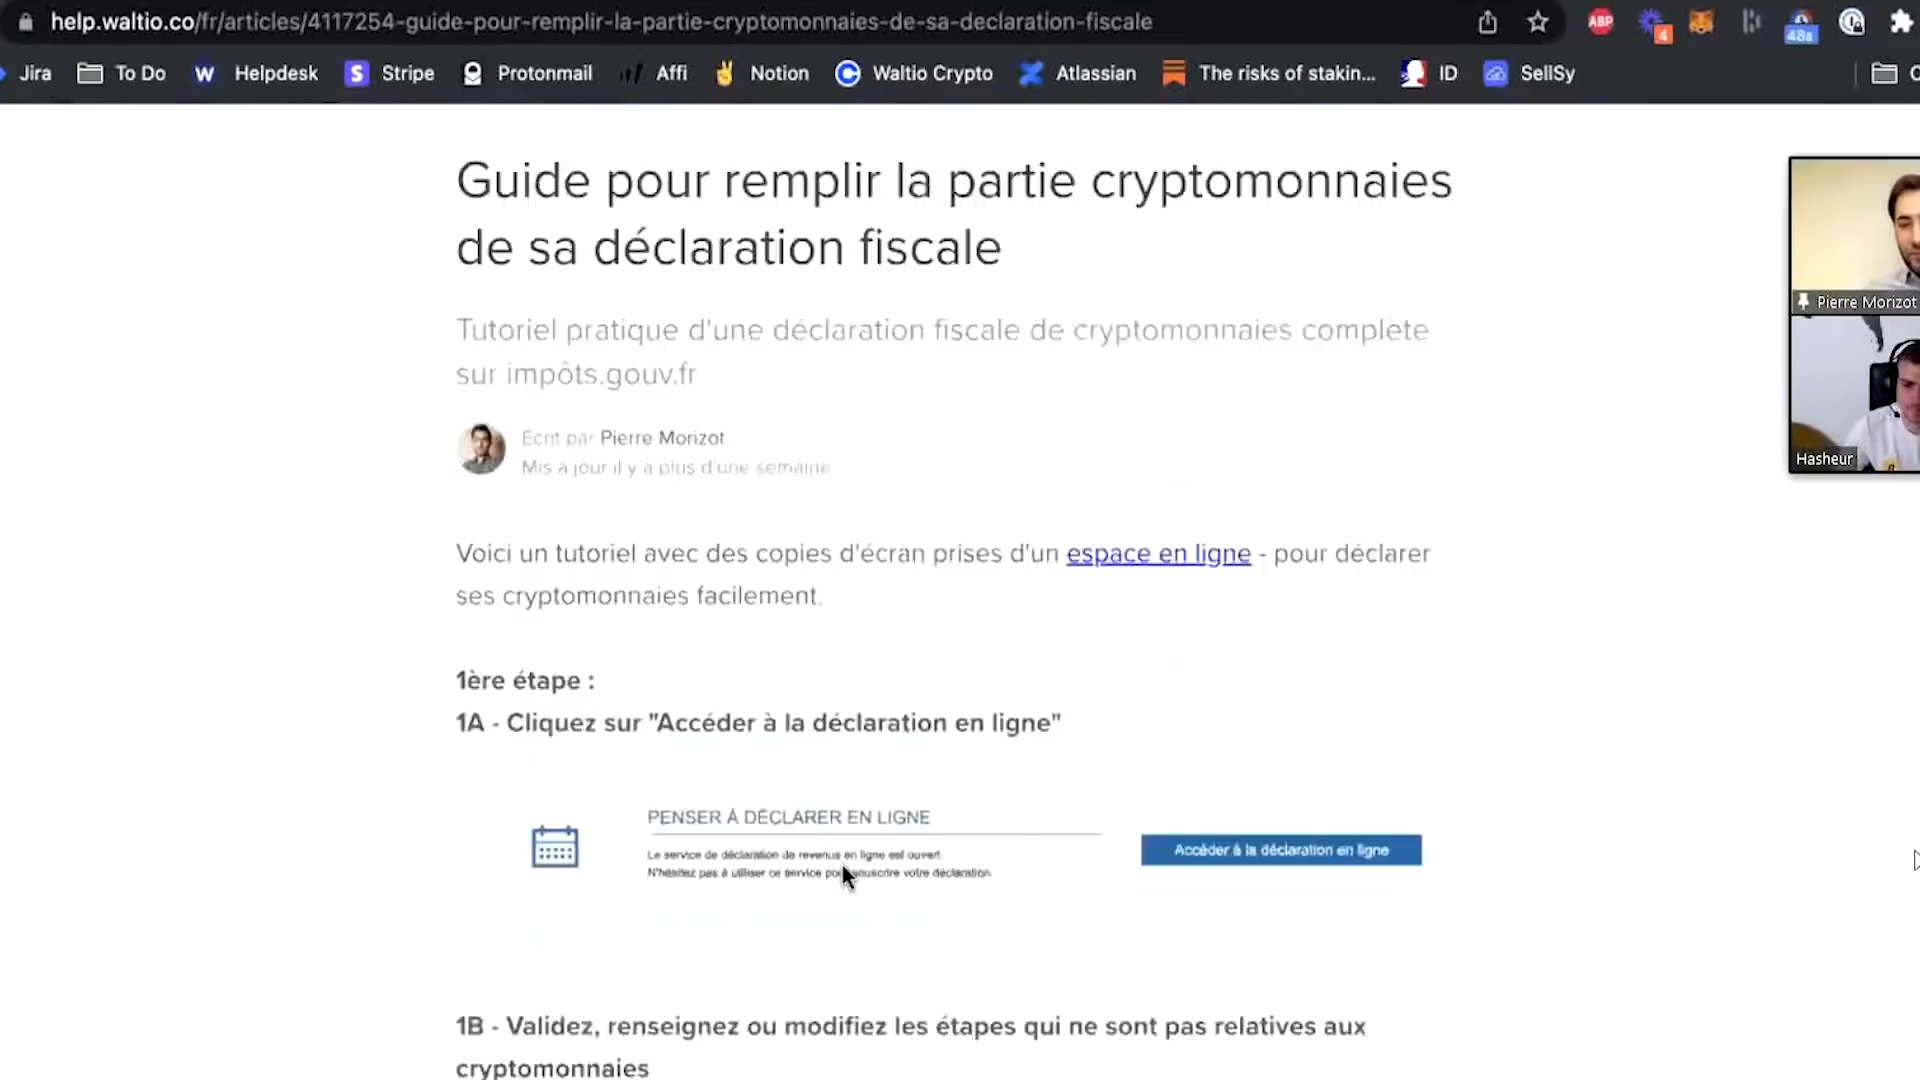 help.waltio.co/fr/articles/4117254-guide-pour-remplir-la-partie-cryptomonnaies-de-sa-declaration-fiscale
ABP
4
48s
Jira
To Do
W Helpdesk
S Stripe
Protonmail
Affi
Notion
Waltio Crypto
Atlassian
The risks of stakin...
ID
SellSy
Guide pour remplir la partie cryptomonnaies
de sa déclaration fiscale
Tutoriel pratique d'une déclaration fiscale de cryptomonnaies complète
sur impôts.gouv.fr
Écrit par Pierre Morizot
Mis à jour il y a plus d'une semaine
Pierre Morizot
Hasheur
Voici un tutoriel avec des copies d'écran prises d'un espace en ligne - pour déclarer
ses cryptomonnaies facilement.
1ère étape :
1A - Cliquez sur "Accéder à la déclaration en ligne"
PENSER À DÉCLARER EN LIGNE
Le service de déclaration de revenus en ligne est ouvert.
N'hésitez pas à utiliser ce service pour souscrire votre déclaration.
Accéder à la déclaration en ligne
1B - Validez, renseignez ou modifiez les étapes qui ne sont pas relatives aux
cryptomonnaies